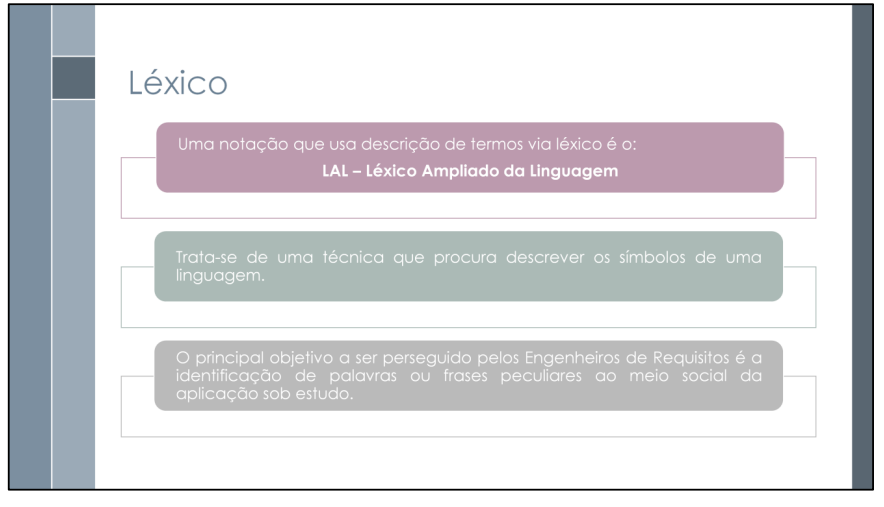 Léxico
Uma notação que usa descrição de termos via léxico é o:
LAL – Léxico Ampliado da Linguagem
Trata-se de uma técnica que procura descrever os símbolos de uma
linguagem.
O principal objetivo a ser perseguido pelos Engenheiros de Requisitos é a
identificação de palavras ou frases peculiares ao meio social da
aplicação sob estudo.